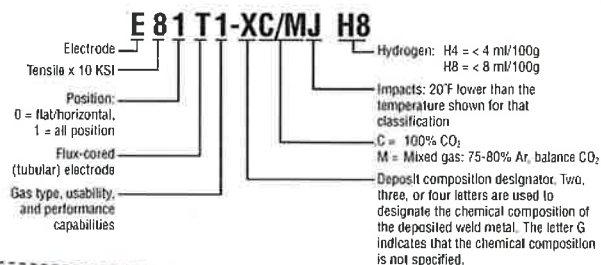 E 8 1 T 1-XC/MJ H8
Electrode
Tensile x 10 KSI
Position:
0 = flat/horizontal,
1 = all position
Flux-cored
(tubular) electrode
Gas type, usability,
and performance
capabilities
Hydrogen: H4 = < 4 ml/100g
H8 = < 8 ml/100g
Impacts: 20°F lower than the
temperature shown for that
classification
C = 100% CO₂
M = Mixed gas: 75-80% Ar, balance CO₂
Deposit composition designator. Two,
three, or four letters are used to
designate the chemical composition of
the deposited weld metal. The letter G
indicates that the chemical composition
is not specified.